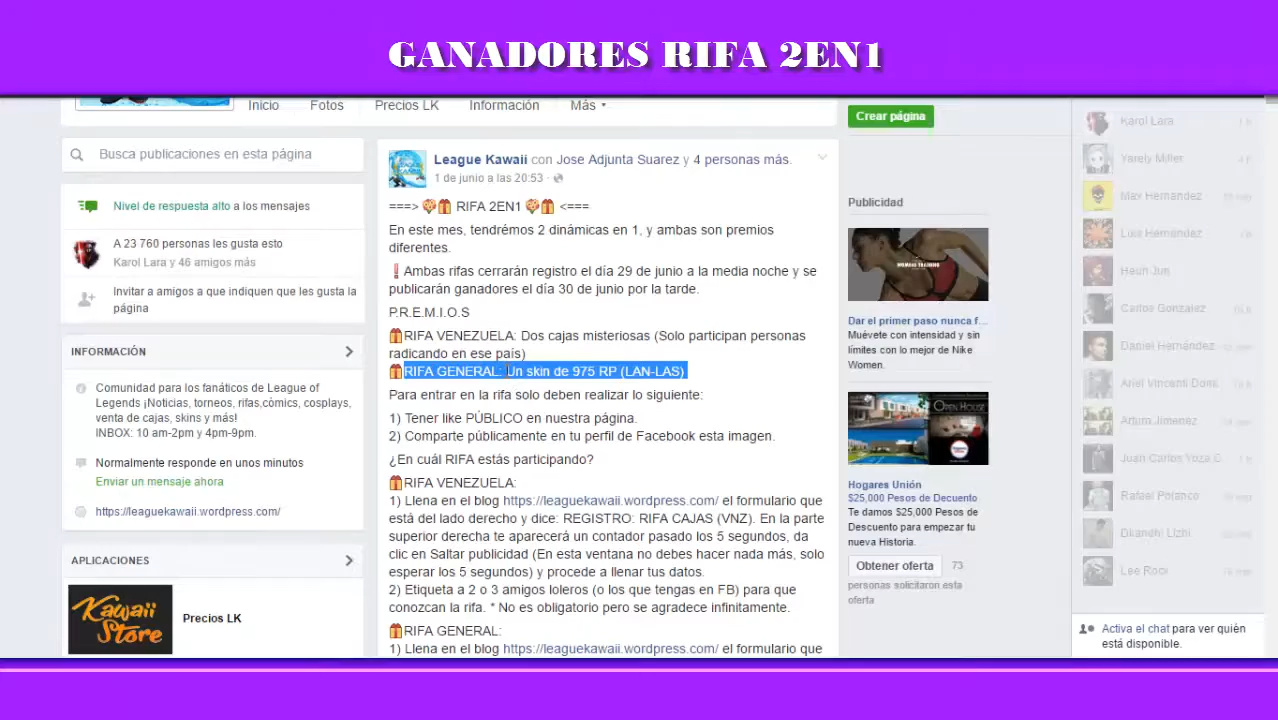 GANADORES RIFA 2EN1
Inicio Fotos Precios LK Información Más
Busca publicaciones en esta página
Nivel de respuesta alto a los mensajes
A 23 760 personas les gusta esto
Karol Lara y 46 amigos más
Invitar a amigos a que indiquen que les gusta la
página
INFORMACIÓN
Comunidad para los fanáticos de League of
Legends ¡Noticias, torneos, rifas,cómics, cosplays,
venta de cajas, skins y más!
INBOX: 10 am-2pm y 4pm-9pm.
Normalmente responde en unos minutos
Enviar un mensaje ahora
https://leaguekawaii.wordpress.com/
APLICACIONES
Kawaii
Store
Precios LK
League Kawaii con Jose Adjunta Suarez y 4 personas más.
1 de junio a las 20:53 ·
===> RIFA 2EN1 <===
En este mes, tendrémos 2 dinámicas en 1, y ambas son premios
diferentes.
❗Ambas rifas cerrarán registro el día 29 de junio a la media noche y se
publicarán ganadores el día 30 de junio por la tarde.
P.R.E.M.I.O.S
RIFA VENEZUELA: Dos cajas misteriosas (Solo participan personas
radicando en ese país)
RIFA GENERAL: Un skin de 975 RP (LAN-LAS)
Para entrar en la rifa solo deben realizar lo siguiente:
1) Tener like PÚBLICO en nuestra página.
2) Comparte públicamente en tu perfil de Facebook esta imagen.
¿En cuál RIFA estás participando?
RIFA VENEZUELA:
1) Llena en el blog https://leaguekawaii.wordpress.com/ el formulario que
está del lado derecho y dice: REGISTRO: RIFA CAJAS (VNZ). En la parte
superior derecha te aparecerá un contador pasado los 5 segundos, da
clic en Saltar publicidad (En esta ventana no debes hacer nada más, solo
esperar los 5 segundos) y procede a llenar tus datos.
2) Etiqueta a 2 o 3 amigos loleros (o los que tengas en FB) para que
conozcan la rifa. * No es obligatorio pero se agradece infinitamente.
RIFA GENERAL:
1) Llena en el blog https://leaguekawaii.wordpress.com/ el formulario que
Crear página
Publicidad
Dar el primer paso nunca f...
Muévete con intensidad y sin
límites con lo mejor de Nike
Women.
Open House
Hogares Unión
$25,000 Pesos de Decuento
Te damos $25,000 Pesos de
Descuento para empezar tu
nueva Historia.
Obtener oferta 73
personas solicitaron esta
oferta
Karol Lara
Yarely Miller
Max Hernandez
Luis Hernandez
Heun Jun
Carlos Gonzalez
Daniel Hernández
Ariel Vincenti Dona
Arturo Jimenez
Juan Carlos Yoza C.
Rafael Polanco
Dkandhi Lizhi
Lee Rooi
Activa el chat para ver quién
está disponible.